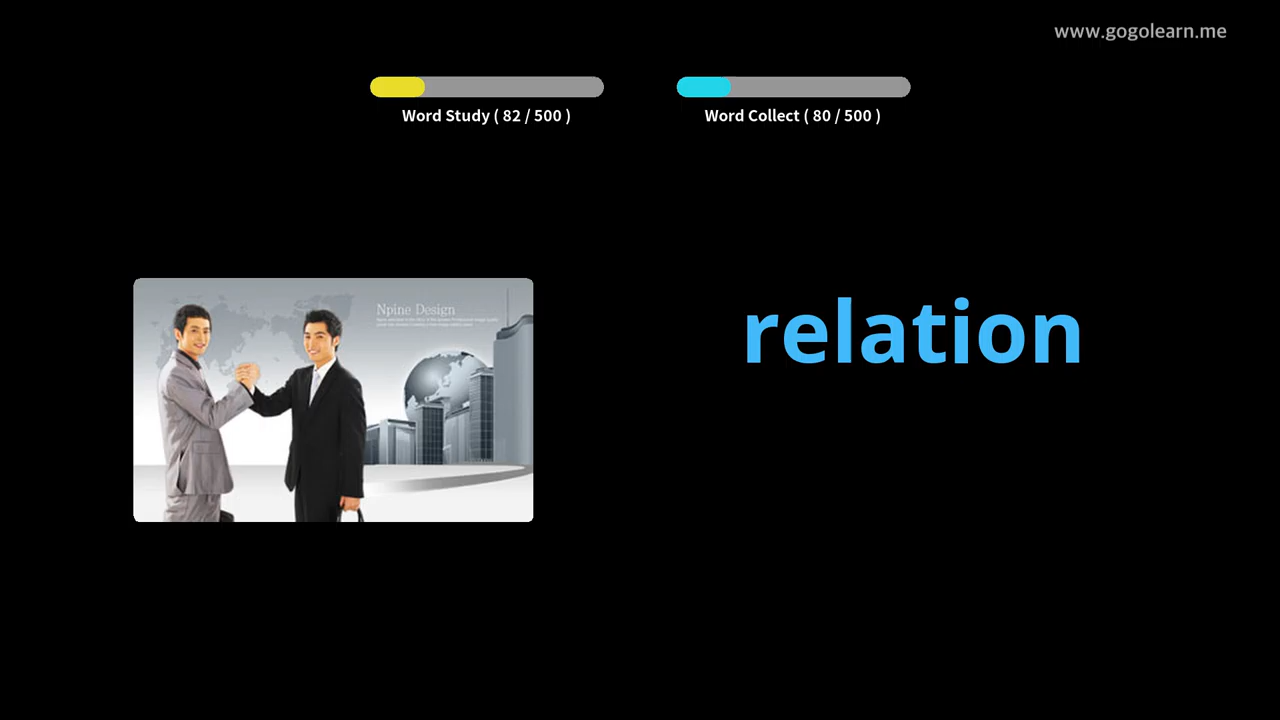 www.gogolearn.me
Word Study ( 82 / 500 )
Word Collect ( 80 / 500 )
Npine Design
relation